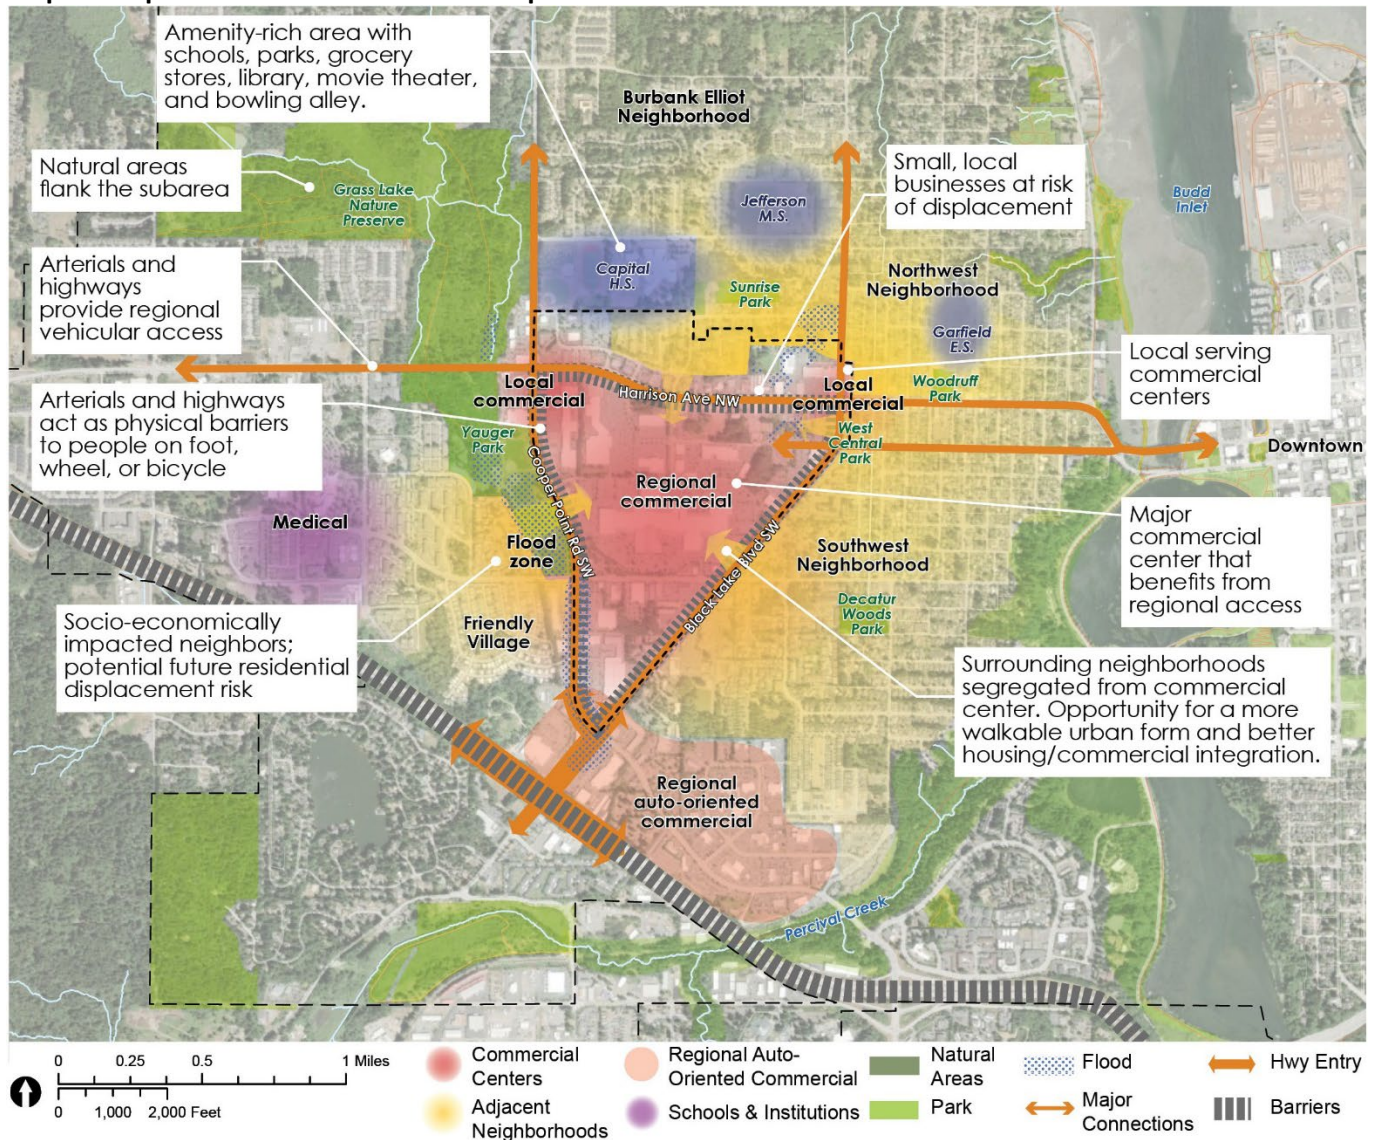 Amenity-rich area with
schools, parks, grocery
stores, library, movie theater,
and bowling alley.
Burbank Elliot
Neighborhood
Natural areas
flank the subarea
Grass Lake
Nature
Preserve
Jefferson
M.S.
Small, local
businesses at risk
of displacement
Budd
Inlet
Arterials and
highways
provide regional
vehicular access
Capital
H.S.
Sunrise
Park
Northwest
Neighborhood
Garfield
E.S.
Local serving
commercial
centers
Arterials and highways
act as physical barriers
to people on foot,
wheel, or bicycle
Local
commercial
Harrison Ave NW
Local
commercial
Woodruff
Park
Yauger
Park
West
Central
Park
Downtown
Cooper Point Rd SW
Regional
commercial
Medical
Flood
zone
Black Lake Blvd SW
Southwest
Neighborhood
Major
commercial
center that
benefits from
regional access
Decatur
Woods
Park
Socio-economically
impacted neighbors;
potential future residential
displacement risk
Friendly
Village
Surrounding neighborhoods
segregated from commercial
center. Opportunity for a more
walkable urban form and better
housing/commercial integration.
Regional
auto-oriented
commercial
Percival Creek
0 0.25 0.5 1 Miles
0 1,000 2,000 Feet
Commercial
Centers
Adjacent
Neighborhoods
Regional Auto-
Oriented Commercial
Schools & Institutions
Natural
Areas
Park
Flood
Major
Connections
Hwy Entry
Barriers